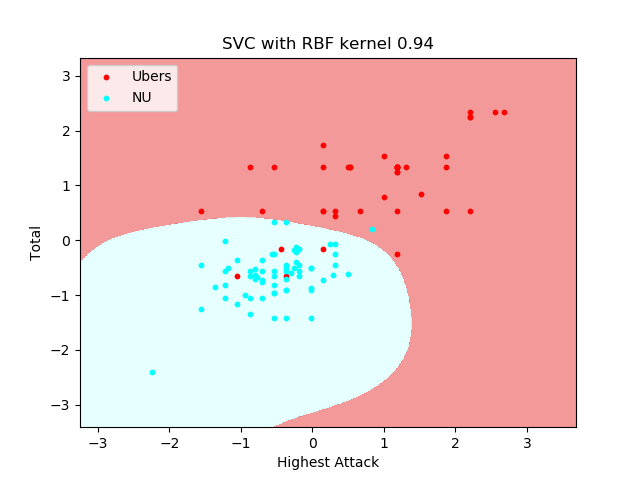 SVC with RBF kernel 0.94
Ubers
NU
3
2
1
0
−1
−2
−3
Total
−3 −2 −1 0 1 2 3
Highest Attack